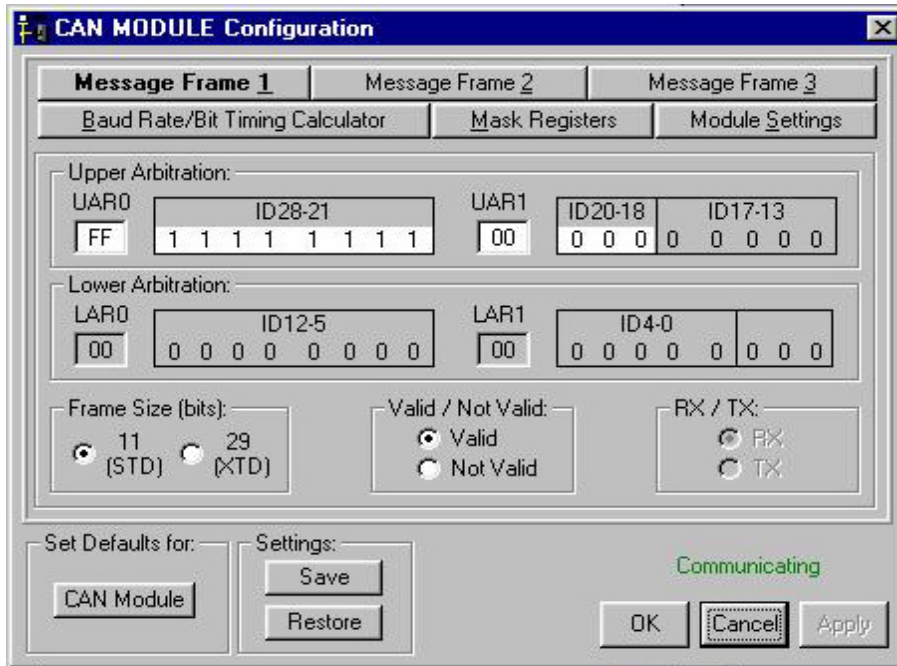 CAN MODULE Configuration
Message Frame 1 Message Frame 2 Message Frame 3
Baud Rate/Bit Timing Calculator Mask Registers Module Settings
Upper Arbitration:
UAR0 ID28-21 UAR1 ID20-18 ID17-13
FF 1 1 1 1 1 1 1 1 00 0 0 0 0 0 0 0 0
Lower Arbitration:
LAR0 ID12-5 LAR1 ID4-0
00 0 0 0 0 0 0 0 0 00 0 0 0 0 0 0 0 0
Frame Size (bits): Valid / Not Valid: RX / TX:
11 (STD) 29 (XTD) Valid RX
Not Valid TX
Set Defaults for: Settings:
Communicating
CAN Module Save
Restore OK Cancel Apply